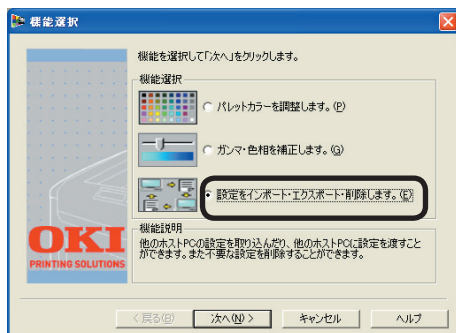 機能選択
機能を選択して「次へ」をクリックします。
機能選択
パレットカラーを調整します。(P)
ガンマ・色相を補正します。(G)
設定をインポート・エクスポート・削除します。(E)
機能説明
他のホストPCの設定を取り込んだり、他のホストPCに設定を渡すこと
ができます。また不要な設定を削除することができます。
OKI
PRINTING SOLUTIONS
< 戻る(B)
次へ(N) >
キャンセル
ヘルプ